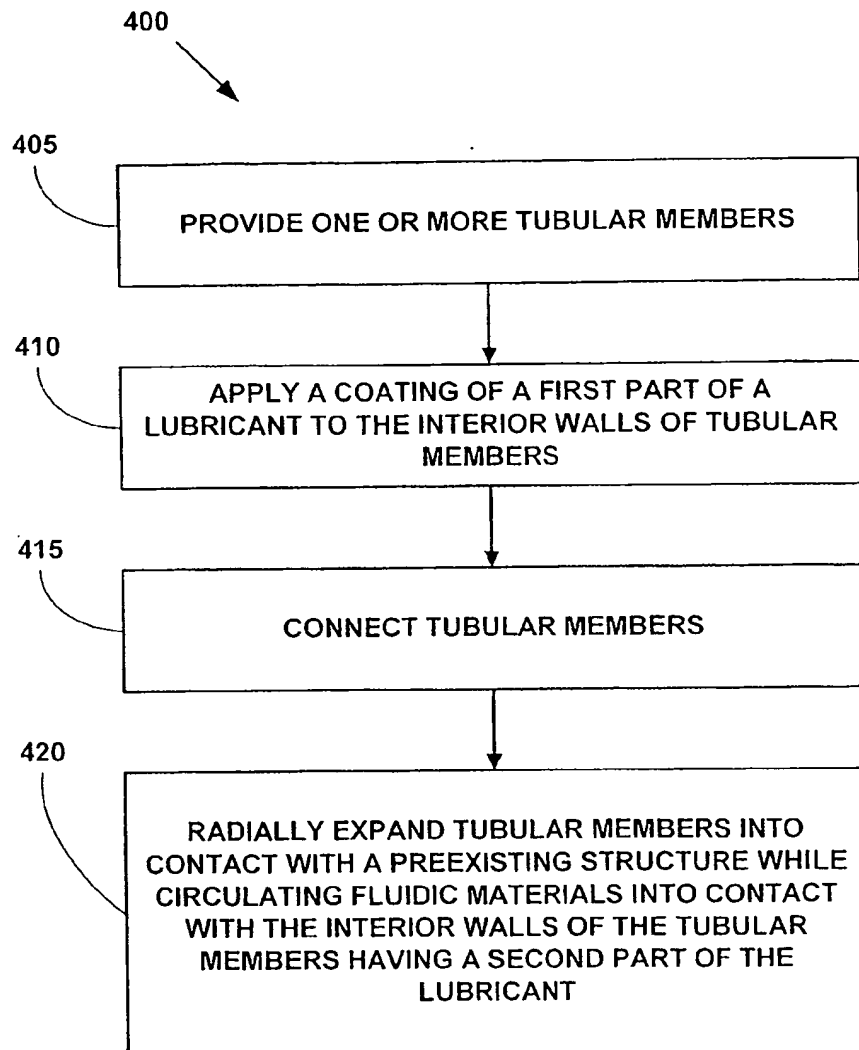 400
405
PROVIDE ONE OR MORE TUBULAR MEMBERS
410
APPLY A COATING OF A FIRST PART OF A
LUBRICANT TO THE INTERIOR WALLS OF TUBULAR
MEMBERS
415
CONNECT TUBULAR MEMBERS
420
RADIALLY EXPAND TUBULAR MEMBERS INTO
CONTACT WITH A PREEXISTING STRUCTURE WHILE
CIRCULATING FLUIDIC MATERIALS INTO CONTACT
WITH THE INTERIOR WALLS OF THE TUBULAR
MEMBERS HAVING A SECOND PART OF THE
LUBRICANT